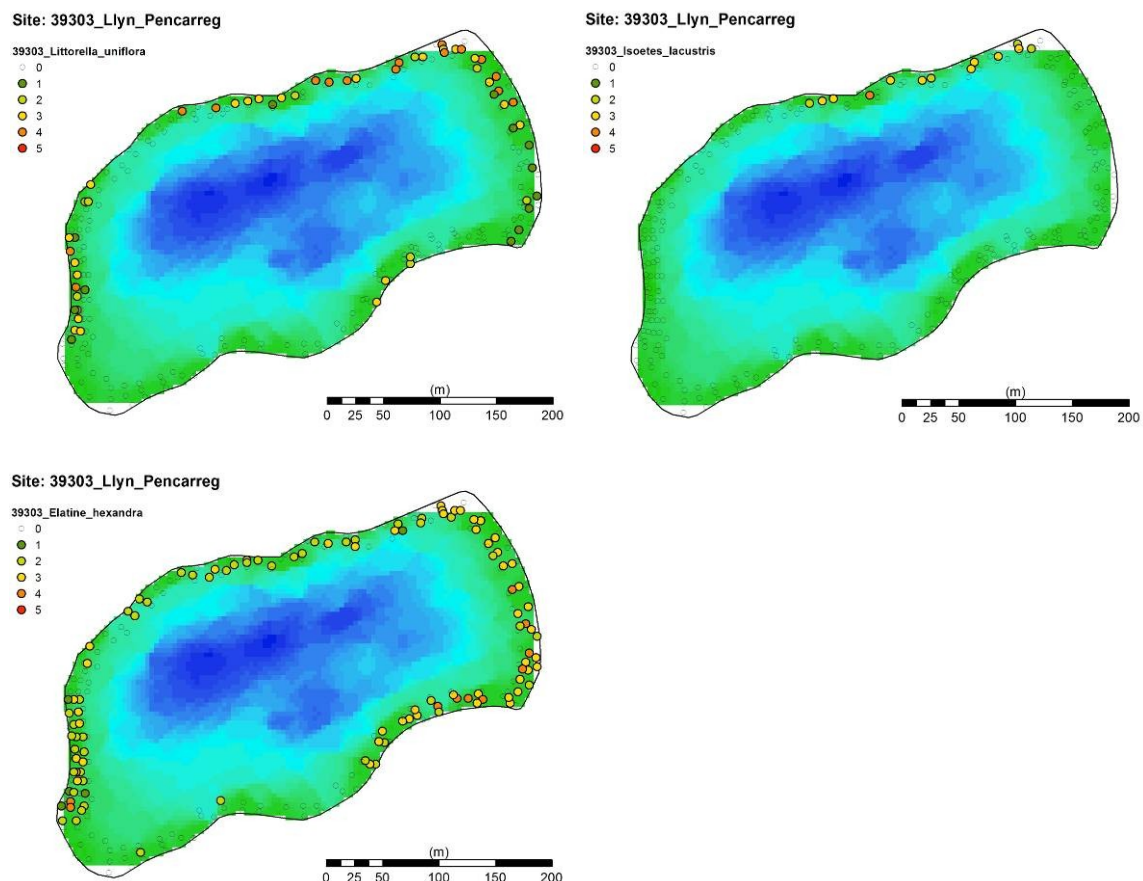 Site: 39303_Llyn_Pencarreg
39303_Littorella_uniflora
0
1
2
3
4
5
(m)
0 25 50 100 150 200
Site: 39303_Llyn_Pencarreg
39303_Isoetes_lacustris
0
1
2
3
4
5
(m)
0 25 50 100 150 200
Site: 39303_Llyn_Pencarreg
39303_Elatine_hexandra
0
1
2
3
4
5
(m)
0 25 50 100 150 200